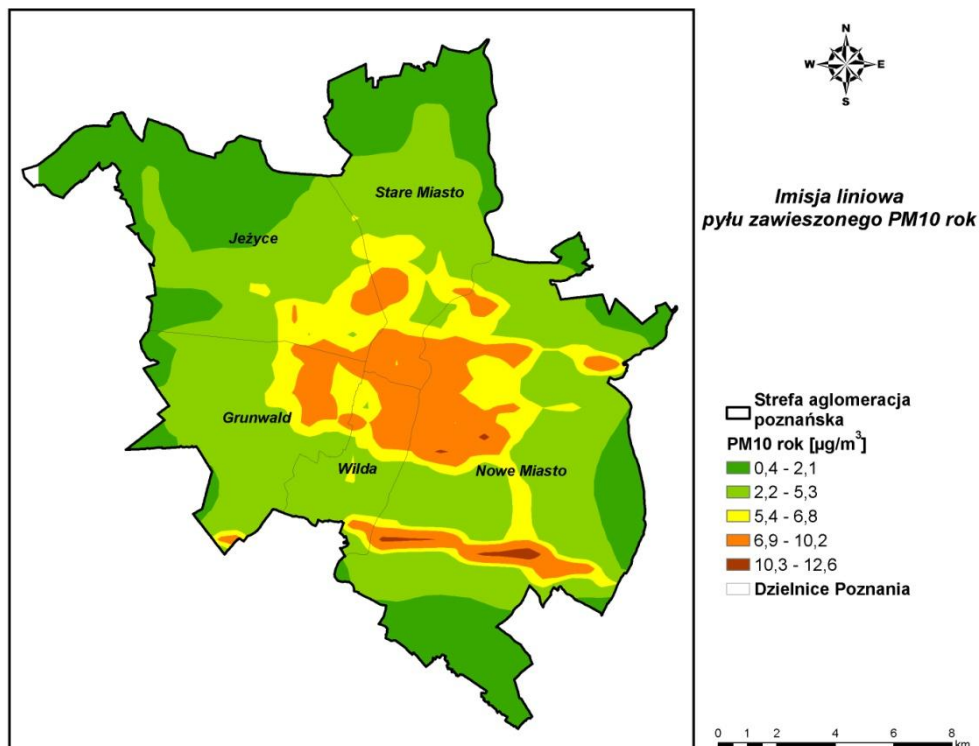 N
W E
S
Imisja liniowa
pyłu zawieszonego PM10 rok
Stare Miasto
Jeżyce
Grunwald
Wilda
Nowe Miasto
Strefa aglomeracja
poznańska
PM10 rok [µg/m³]
0,4 - 2,1
2,2 - 5,3
5,4 - 6,8
6,9 - 10,2
10,3 - 12,6
Dzielnice Poznania
0 1 2 4 6 8
km